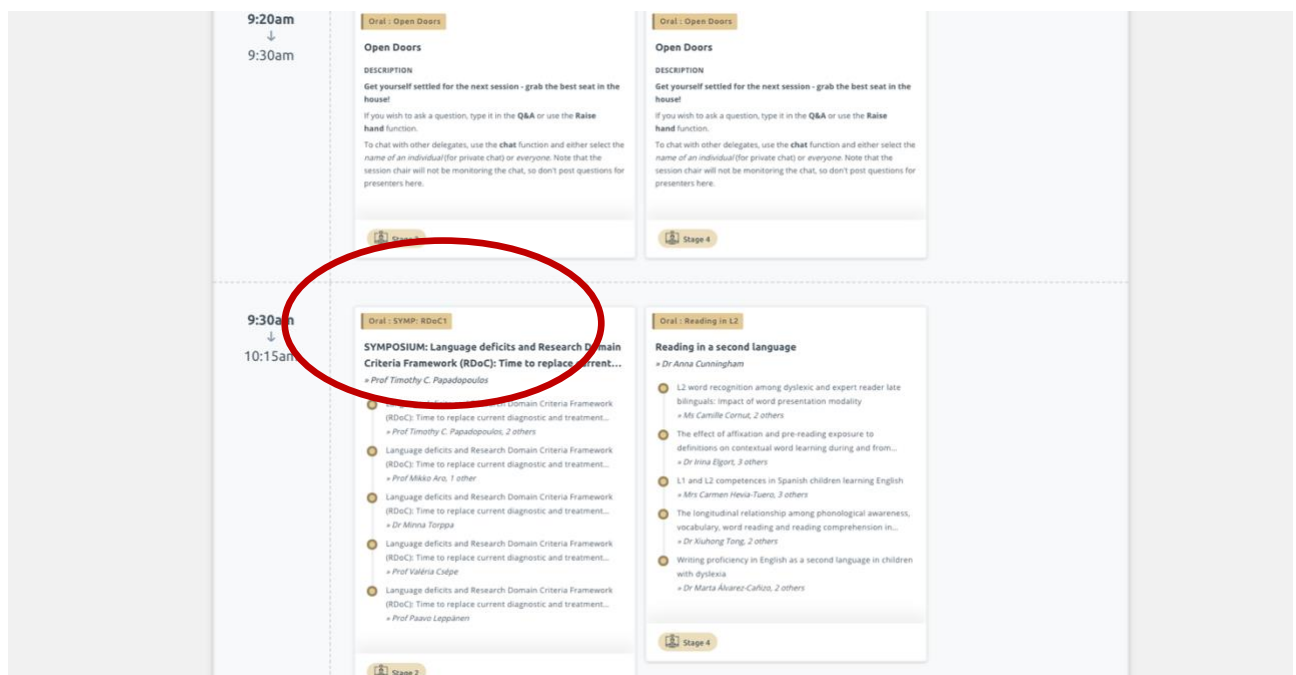 9:20am
↓
9:30am
Oral : Open Doors
Open Doors
DESCRIPTION
Get yourself settled for the next session - grab the best seat in the
house!
If you wish to ask a question, type it in the Q&A or use the Raise
hand function.
To chat with other delegates, use the chat function and either select the
name of an individual (for private chat) or everyone. Note that the
session chair will not be monitoring the chat, so don't post questions for
presenters here.
Stage
Oral : Open Doors
Open Doors
DESCRIPTION
Get yourself settled for the next session - grab the best seat in the
house!
If you wish to ask a question, type it in the Q&A or use the Raise
hand function.
To chat with other delegates, use the chat function and either select the
name of an individual (for private chat) or everyone. Note that the
session chair will not be monitoring the chat, so don't post questions for
presenters here.
Stage 4
9:30am
↓
10:15am
Oral : SYMP: RDoC1
SYMPOSIUM: Language deficits and Research Domain
Criteria Framework (RDoC): Time to replace current...
» Prof Timothy C. Papadopoulos
Language deficits and Research Domain Criteria Framework
(RDoC): Time to replace current diagnostic and treatment...
» Prof Timothy C. Papadopoulos, 2 others
Language deficits and Research Domain Criteria Framework
(RDoC): Time to replace current diagnostic and treatment...
» Prof Mikko Aro, 1 other
Language deficits and Research Domain Criteria Framework
(RDoC): Time to replace current diagnostic and treatment...
» Dr Minna Torppa
Language deficits and Research Domain Criteria Framework
(RDoC): Time to replace current diagnostic and treatment...
» Prof Valéria Csépe
Language deficits and Research Domain Criteria Framework
(RDoC): Time to replace current diagnostic and treatment...
» Prof Paavo Leppänen
Stage 2
Oral : Reading in L2
Reading in a second language
» Dr Anna Cunningham
L2 word recognition among dyslexic and expert reader late
bilinguals: Impact of word presentation modality
» Ms Camille Cornut, 2 others
The effect of affixation and pre-reading exposure to
definitions on contextual word learning during and from...
» Dr Irina Elgort, 3 others
L1 and L2 competences in Spanish children learning English
» Mrs Carmen Hevia-Tuero, 3 others
The longitudinal relationship among phonological awareness,
vocabulary, word reading and reading comprehension in...
» Dr Xiuhong Tong, 2 others
Writing proficiency in English as a second language in children
with dyslexia
» Dr Marta Álvarez-Cañizo, 2 others
Stage 4